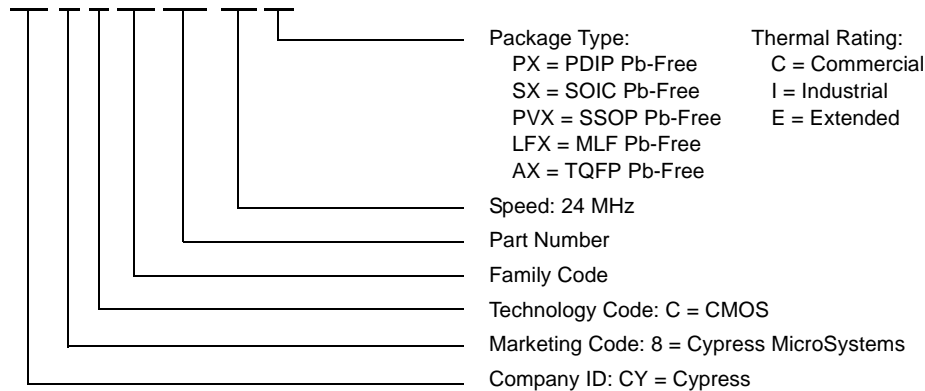 Package Type:
PX = PDIP Pb-Free
SX = SOIC Pb-Free
PVX = SSOP Pb-Free
LFX = MLF Pb-Free
AX = TQFP Pb-Free
Thermal Rating:
C = Commercial
I = Industrial
E = Extended
Speed: 24 MHz
Part Number
Family Code
Technology Code: C = CMOS
Marketing Code: 8 = Cypress MicroSystems
Company ID: CY = Cypress